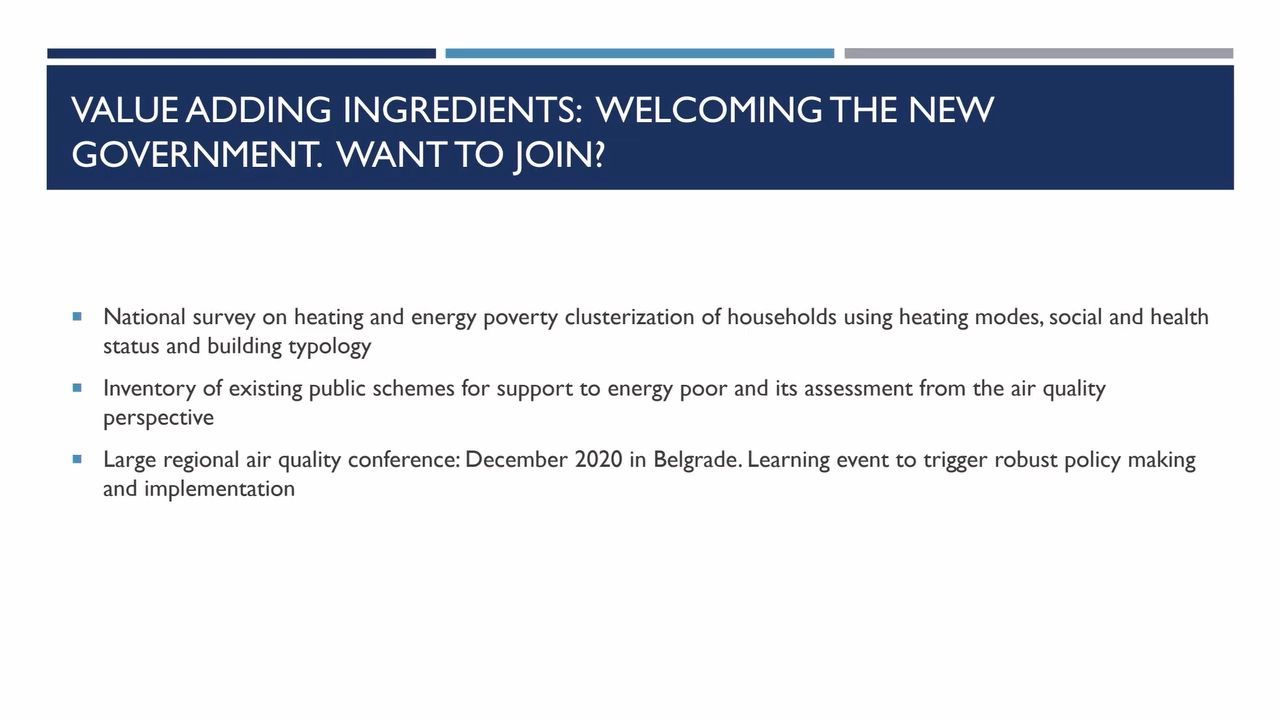 VALUE ADDING INGREDIENTS: WELCOMING THE NEW
GOVERNMENT. WANT TO JOIN?
National survey on heating and energy poverty clusterization of households using heating modes, social and health
status and building typology
Inventory of existing public schemes for support to energy poor and its assessment from the air quality
perspective
Large regional air quality conference: December 2020 in Belgrade. Learning event to trigger robust policy making
and implementation